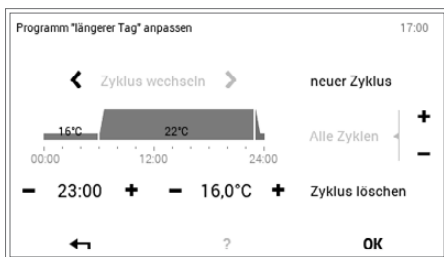 Programm "längerer Tag" anpassen 17:00
Zyklus wechseln neuer Zyklus
16°C 22°C
Alle Zyklen
+
−
00:00 12:00 24:00
− 23:00 + − 16,0°C + Zyklus löschen
? OK